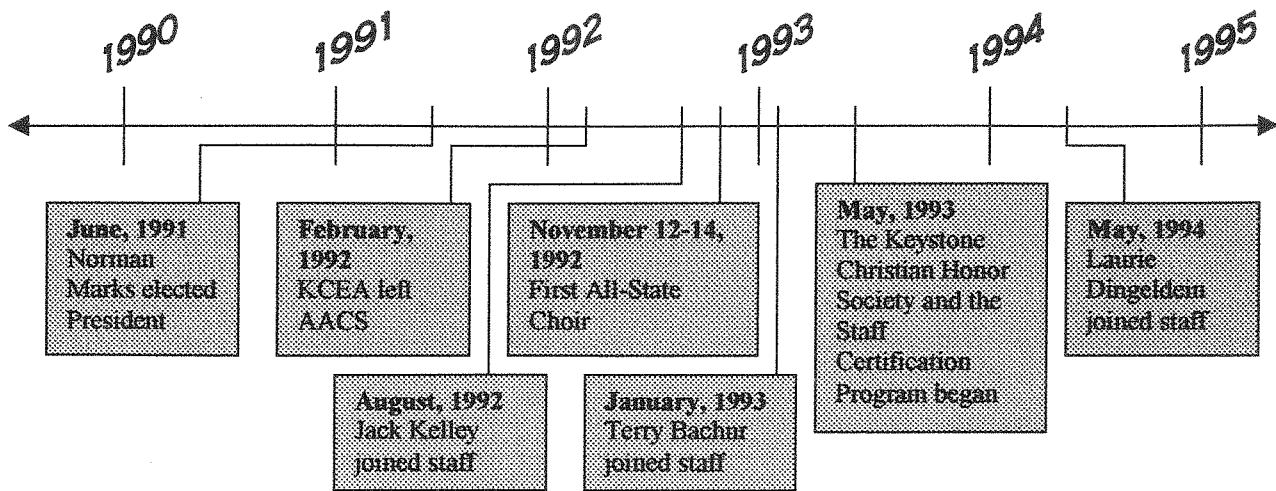 1990
1991
1992
1993
1994
1995
June, 1991
Norman
Marks elected
President
February,
1992
KCEA left
AACS
November 12-14,
1992
First All-State
Choir
May, 1993
The Keystone
Christian Honor
Society and the
Staff
Certification
Program began
May, 1994
Laurie
Dingeldein
joined staff
August, 1992
Jack Kelley
joined staff
January, 1993
Terry
joined staff